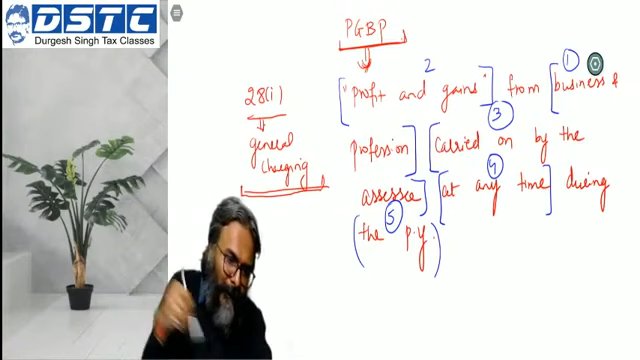 DSTC
Durgesh Singh Tax Classes
PGBP
2
1
28(i)
"Profit and gains" from business &
3
general
charging
profession carried on by the
4
assessee at any time during
5
the p.y.